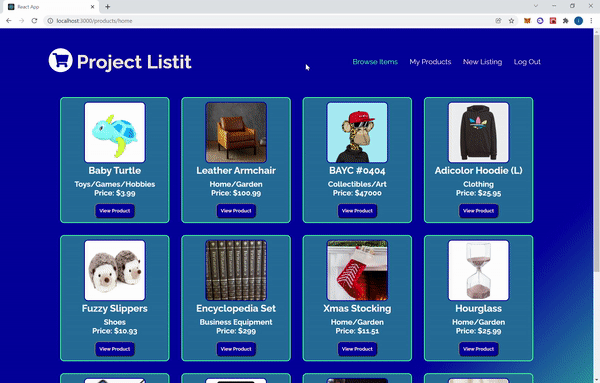 React App
localhost:3000/products/home
Project Listit
Browse Items My Products New Listing Log Out
Baby Turtle
Toys/Games/Hobbies
Price: $3.99
View Product
Leather Armchair
Home/Garden
Price: $100.99
View Product
BAYC #0404
Collectibles/Art
Price: $47000
View Product
Adicolor Hoodie (L)
Clothing
Price: $25.95
View Product
Fuzzy Slippers
Shoes
Price: $10.93
View Product
Encyclopedia Set
Business Equipment
Price: $299
View Product
Xmas Stocking
Home/Garden
Price: $11.51
View Product
Hourglass
Home/Garden
Price: $25.99
View Product